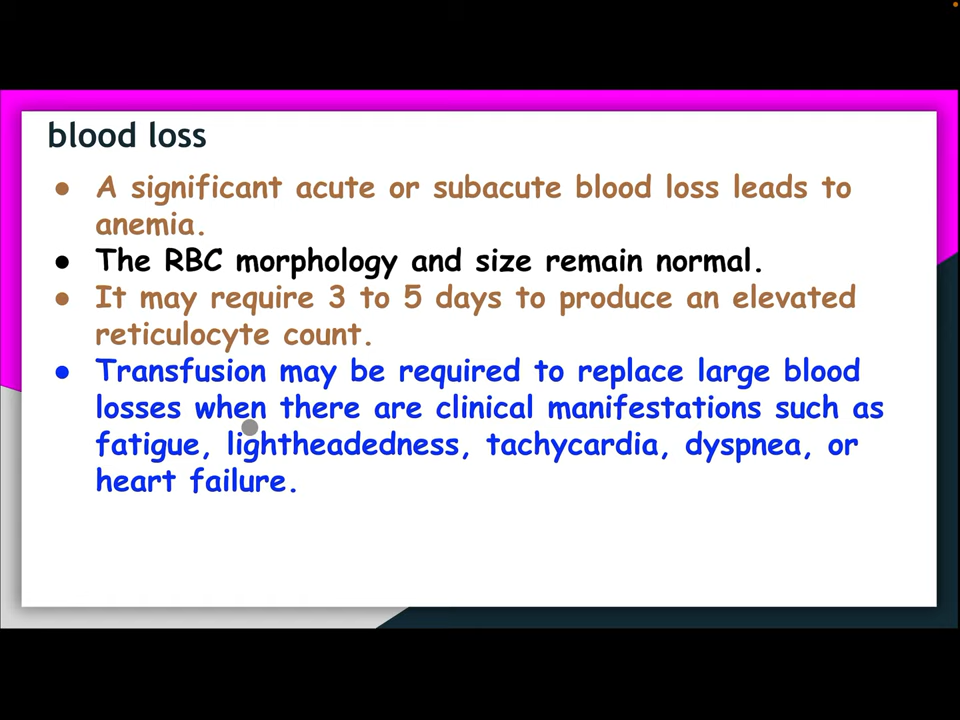 blood loss
● A significant acute or subacute blood loss leads to
anemia.
● The RBC morphology and size remain normal.
● It may require 3 to 5 days to produce an elevated
reticulocyte count.
● Transfusion may be required to replace large blood
losses when there are clinical manifestations such as
fatigue, lightheadedness, tachycardia, dyspnea, or
heart failure.